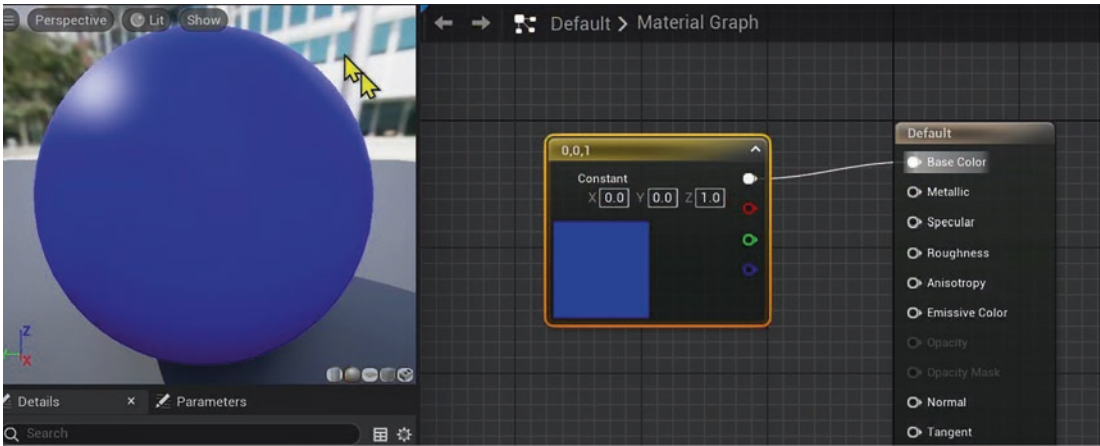 Perspective Lit Show
Default > Material Graph
0,0,1
Constant
X 0.0 Y 0.0 Z 1.0
Default
Base Color
Metallic
Specular
Roughness
Anisotropy
Emissive Color
Opacity
Opacity Mask
Normal
Tangent
Z
X
Details × Parameters
Search